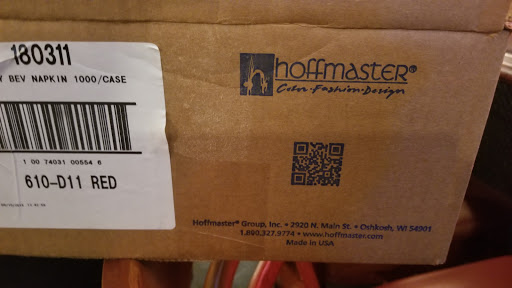 180311
BEV NAPKIN 1000/CASE
1 00 74031 00554 6
610-D11 RED
hoffmaster®
Color·Fashion·Design
Hoffmaster® Group, Inc. • 2920 N. Main St. • Oshkosh, WI 54901
1.800.327.9774 • www.hoffmaster.com
Made in USA